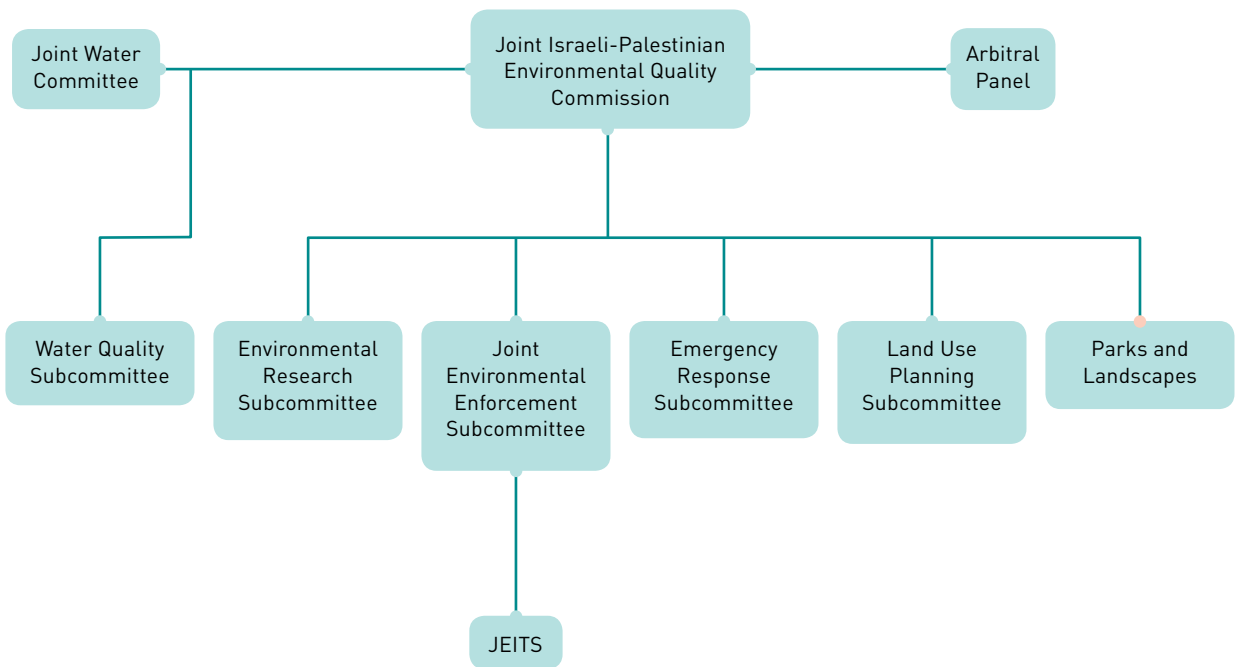 Joint Water
Committee
Joint Israeli-Palestinian
Environmental Quality
Commission
Arbitral
Panel
Water Quality
Subcommittee
Environmental
Research
Subcommittee
Joint
Environmental
Enforcement
Subcommittee
Emergency
Response
Subcommittee
Land Use
Planning
Subcommittee
Parks and
Landscapes
JEITS